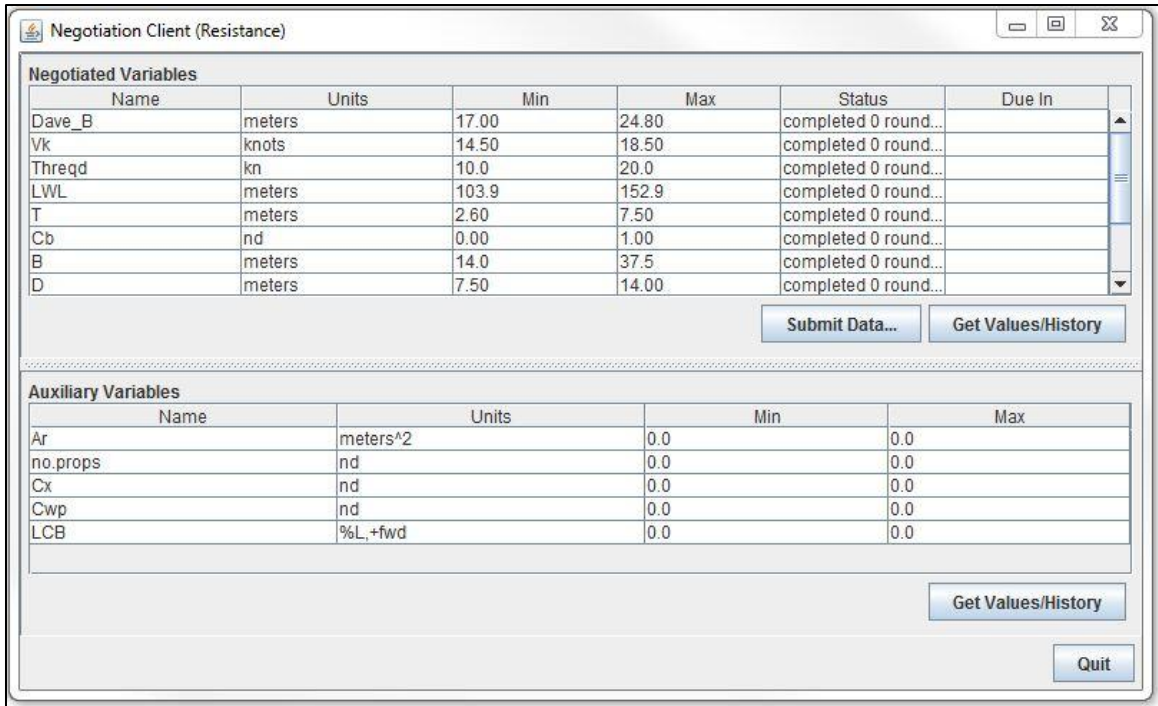 Negotiation Client (Resistance)
Negotiated Variables
Name Units Min Max Status Due In
Dave_B meters 17.00 24.80 completed 0 round...
Vk knots 14.50 18.50 completed 0 round...
Threqd kn 10.0 20.0 completed 0 round...
LWL meters 103.9 152.9 completed 0 round...
T meters 2.60 7.50 completed 0 round...
Cb nd 0.00 1.00 completed 0 round...
B meters 14.0 37.5 completed 0 round...
D meters 7.50 14.00 completed 0 round...
Submit Data... Get Values/History
Auxiliary Variables
Name Units Min Max
Ar meters^2 0.0 0.0
no.props nd 0.0 0.0
Cx nd 0.0 0.0
Cwp nd 0.0 0.0
LCB %L,+fwd 0.0 0.0
Get Values/History
Quit